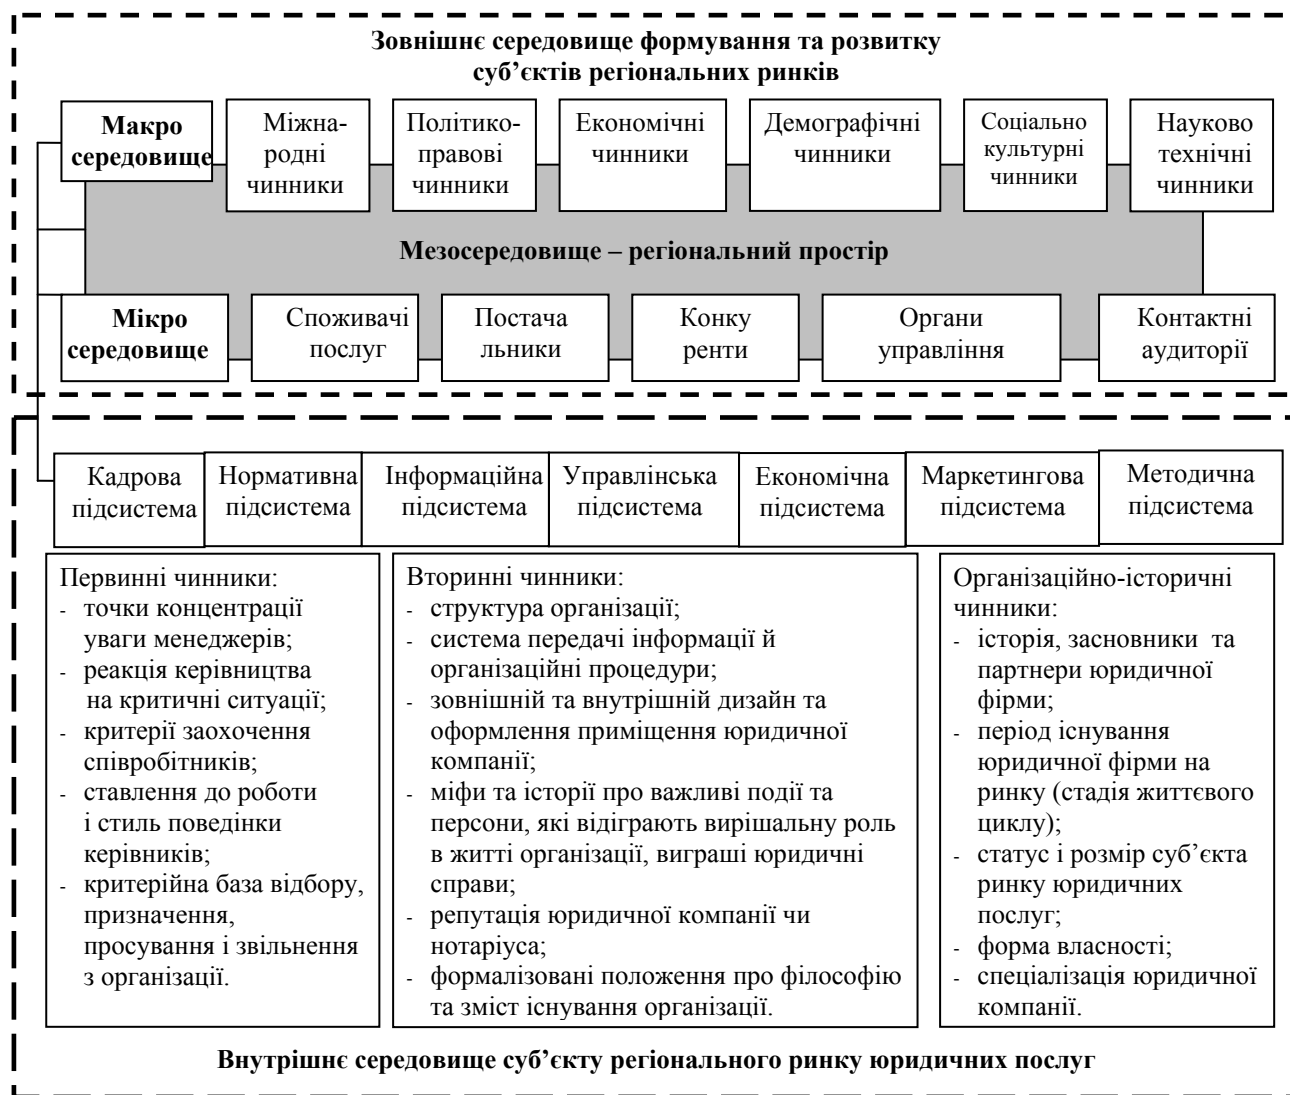 Зовнішнє середовище формування та розвитку
суб’єктів регіональних ринків
Макро
середовище
Міжна-
родні
чинники
Політико-
правові
чинники
Економічні
чинники
Демографічні
чинники
Соціально
культурні
чинники
Науково
технічні
чинники
Мезосередовище – регіональний простір
Мікро
середовище
Споживачі
послуг
Постача
льники
Конку
ренти
Органи
управління
Контактні
аудиторії
Кадрова
підсистема
Нормативна
підсистема
Інформаційна
підсистема
Управлінська
підсистема
Економічна
підсистема
Маркетингова
підсистема
Методична
підсистема
Первинні чинники:
- точки концентрації
уваги менеджерів;
- реакція керівництва
на критичні ситуації;
- критерії заохочення
співробітників;
- ставлення до роботи
і стиль поведінки
керівників;
- критерійна база відбору,
призначення,
просування і звільнення
з організації.
Вторинні чинники:
- структура організації;
- система передачі інформації й
організаційні процедури;
- зовнішній та внутрішній дизайн та
оформлення приміщення юридичної
компанії;
- міфи та історії про важливі події та
персони, які відіграють вирішальну роль
в житті організації, виграші юридичні
справи;
- репутація юридичної компанії чи
нотаріуса;
- формалізовані положення про філософію
та зміст існування організації.
Організаційно-історичні
чинники:
- історія, засновники та
партнери юридичної
фірми;
- період існування
юридичної фірми на
ринку (стадія життєвого
циклу);
- статус і розмір суб’єкта
ринку юридичних
послуг;
- форма власності;
- спеціалізація юридичної
компанії.
Внутрішнє середовище суб’єкту регіонального ринку юридичних послуг